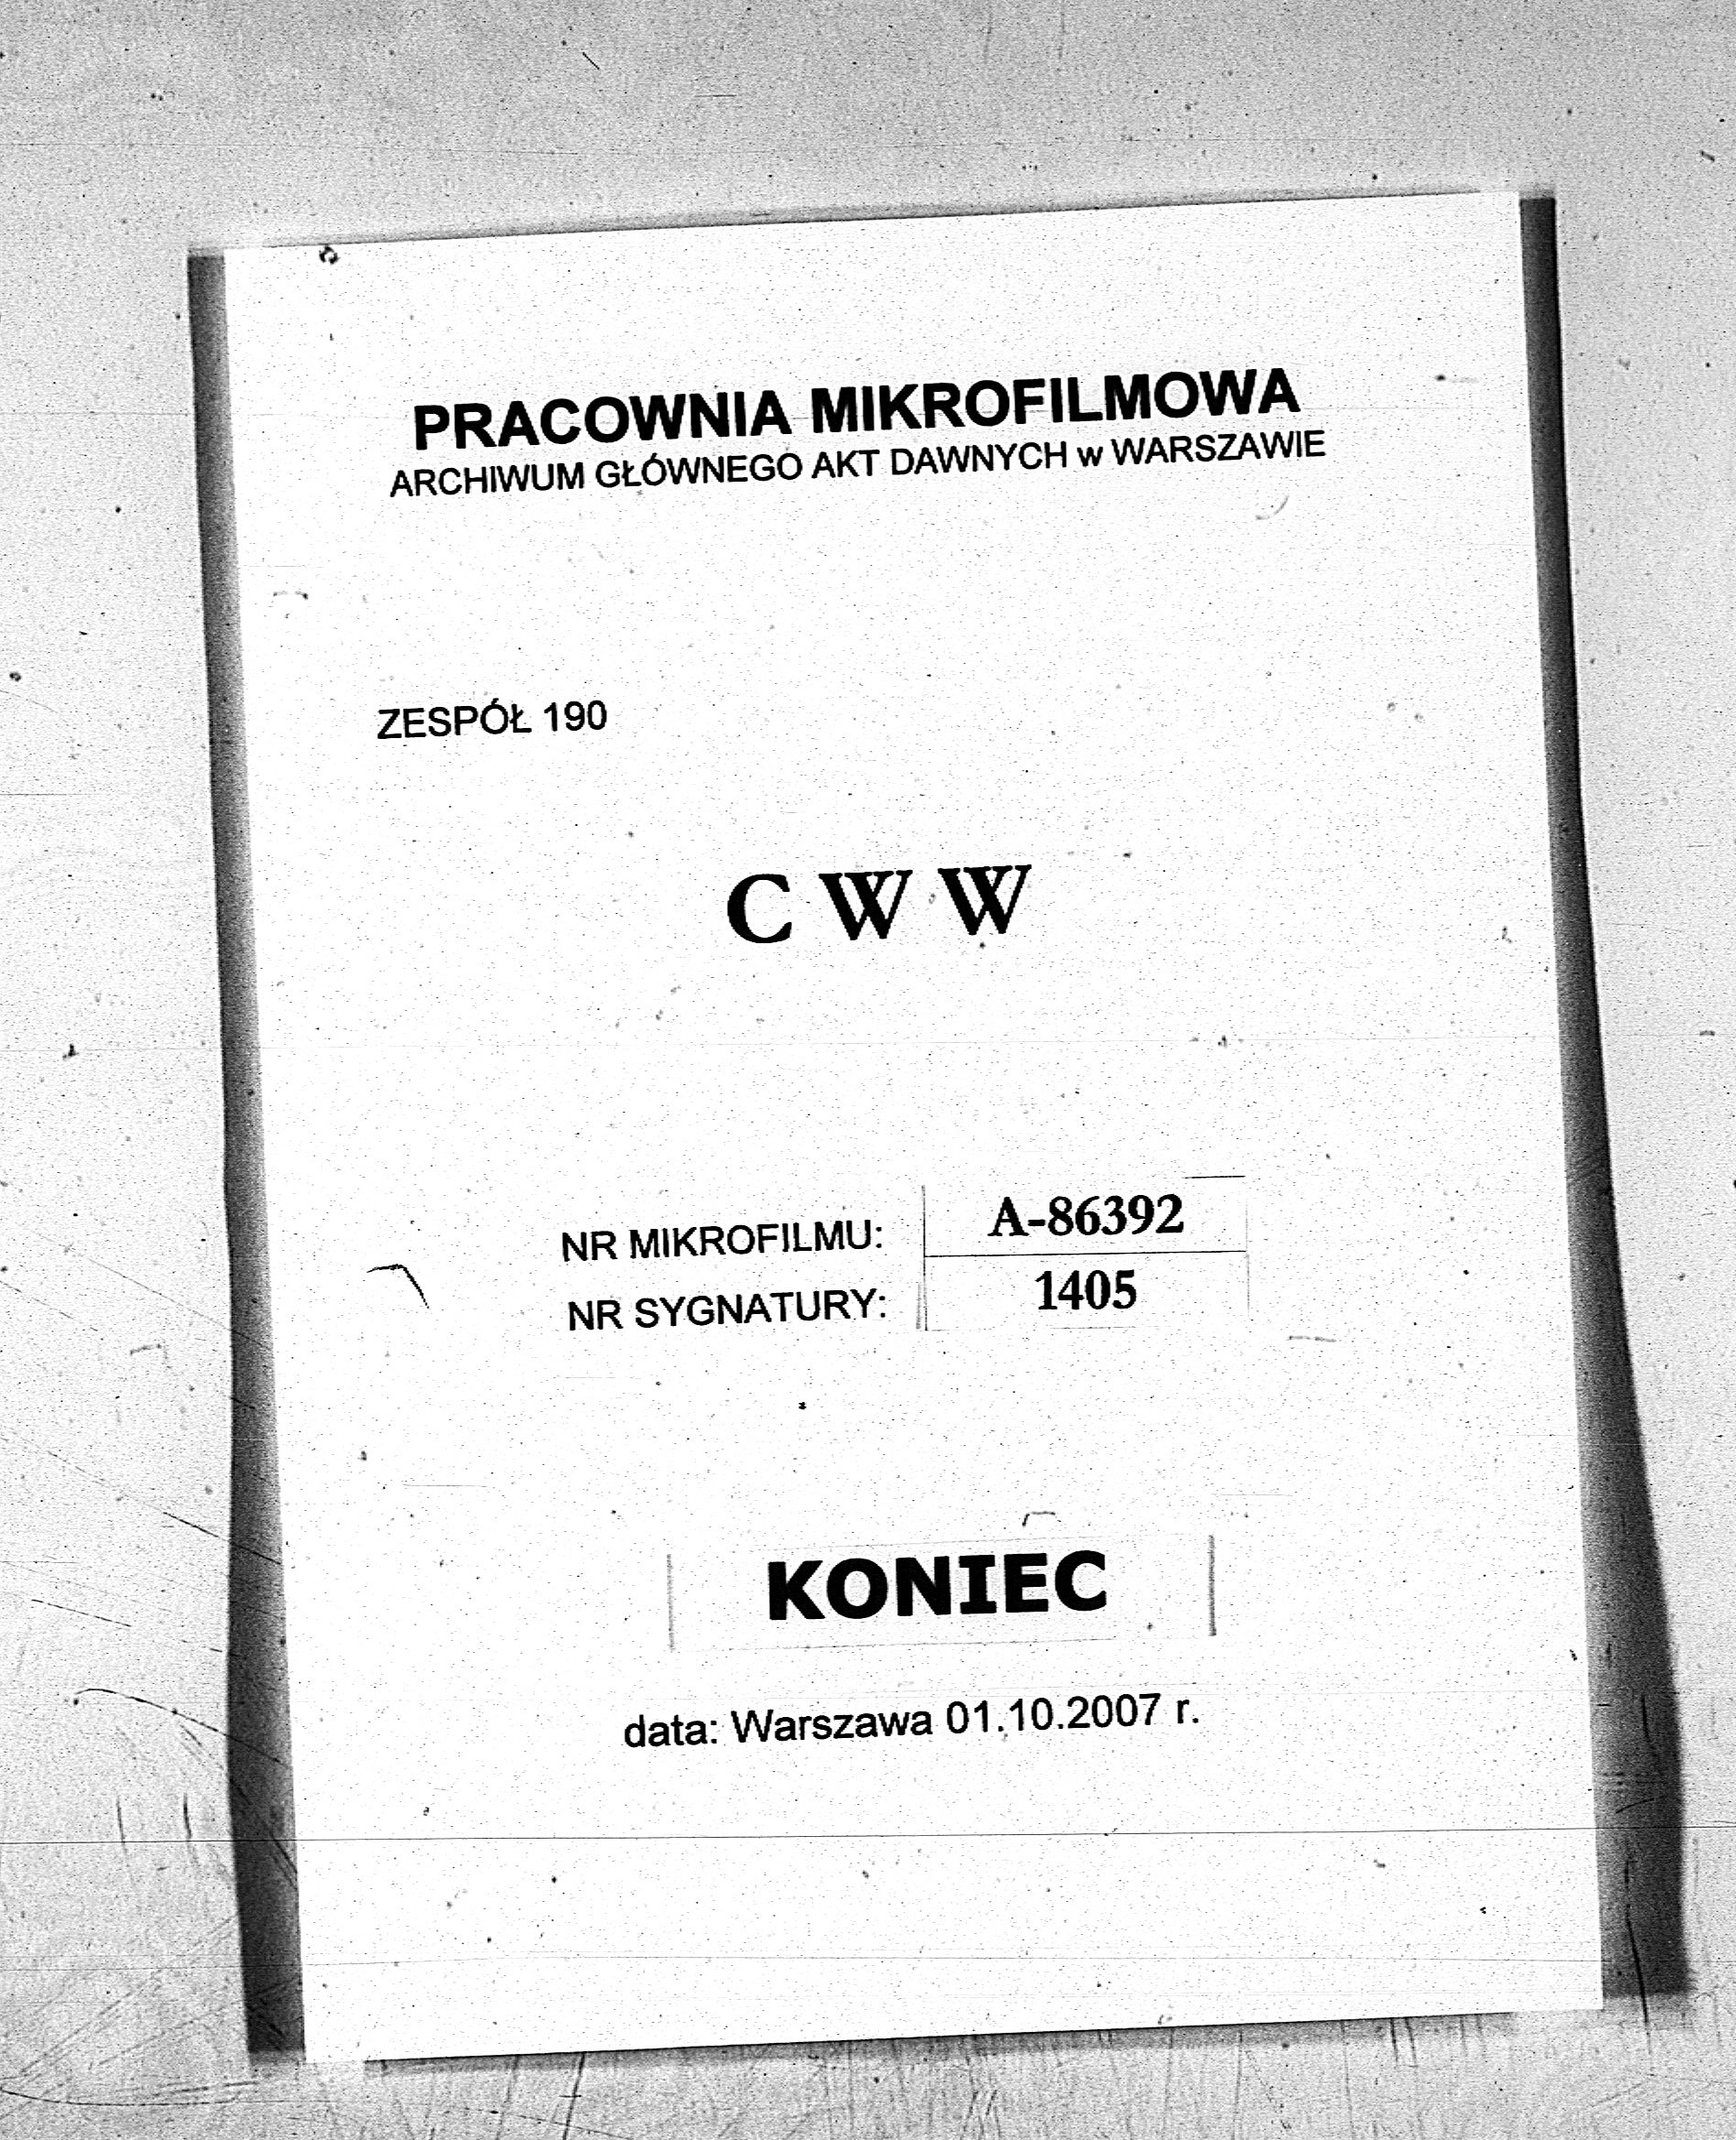 PRACOWNIA MIKROFILMOWA
ARCHIWUM GŁÓWNEGO AKT DAWNYCH w WARSZAWIE
ZESPÓŁ 190
C W W
NR MIKROFILMU: A-86392
NR SYGNATURY: 1405
KONIEC
data: Warszawa 01.10.2007 r.